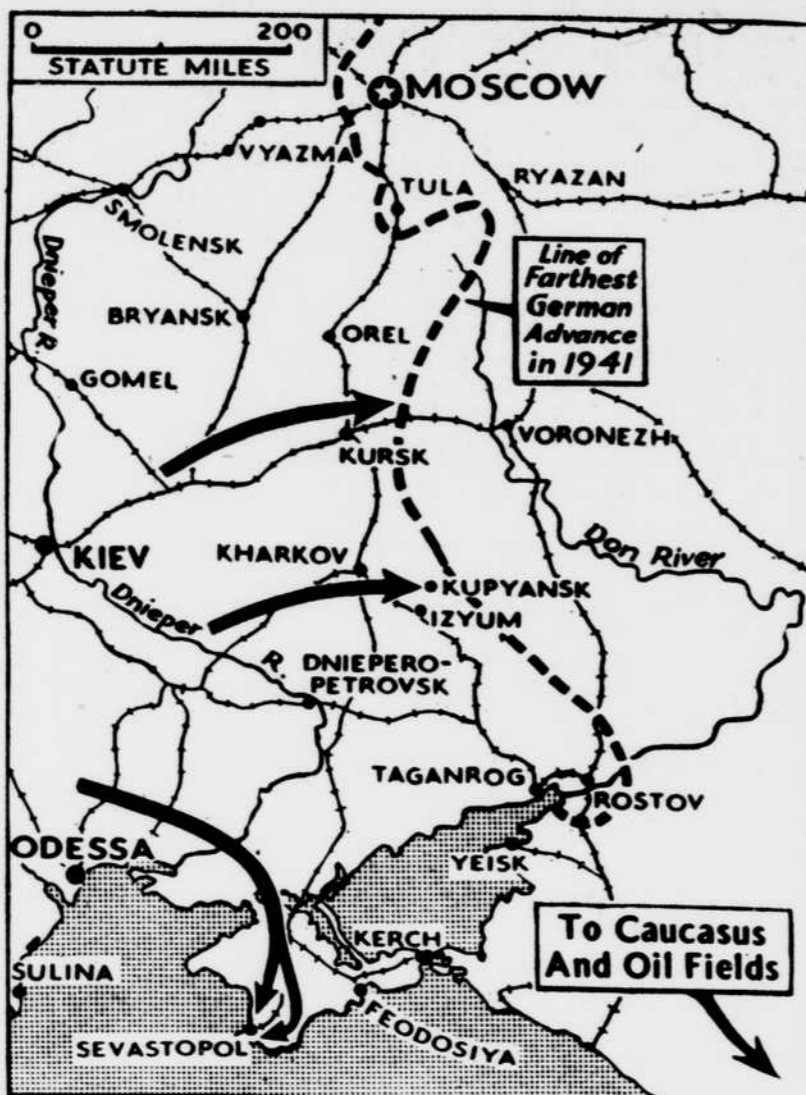 0 200
STATUTE MILES
MOSCOW
VYAZMA
TULA
RYAZAN
SMOLENSK
Dnieper R.
Line of
Farthest
German
Advance
in 1941
BRYANSK
OREL
GOMEL
KURSK
VORONEZH
KIEV
KHARKOV
Don River
Dnieper
R.
KUPYANSK
IZYUM
DNIEPERO-
PETROVSK
TAGANROG
ROSTOV
ODESSA
YEISK
KERCH
To Caucasus
And Oil Fields
SULINA
SEVASTOPOL
FEODOSIYA